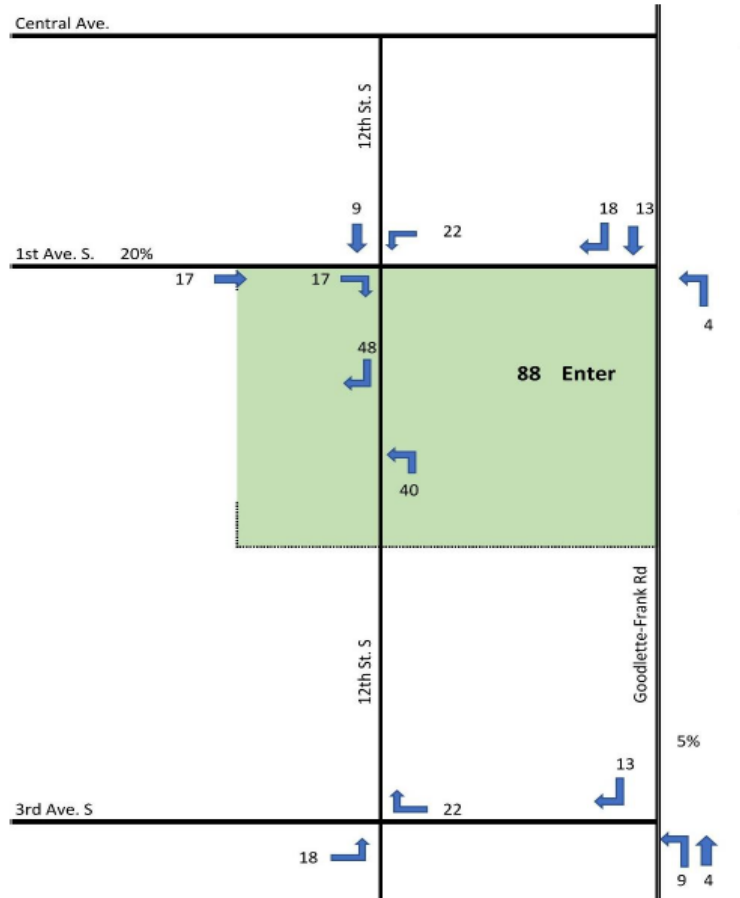 Central Ave.
12th St. S
9
22
18
13
1st Ave. S. 20%
17
17
4
48
88 Enter
40
Goodlette-Frank Rd
12th St. S
5%
13
3rd Ave. S
22
18
9
4